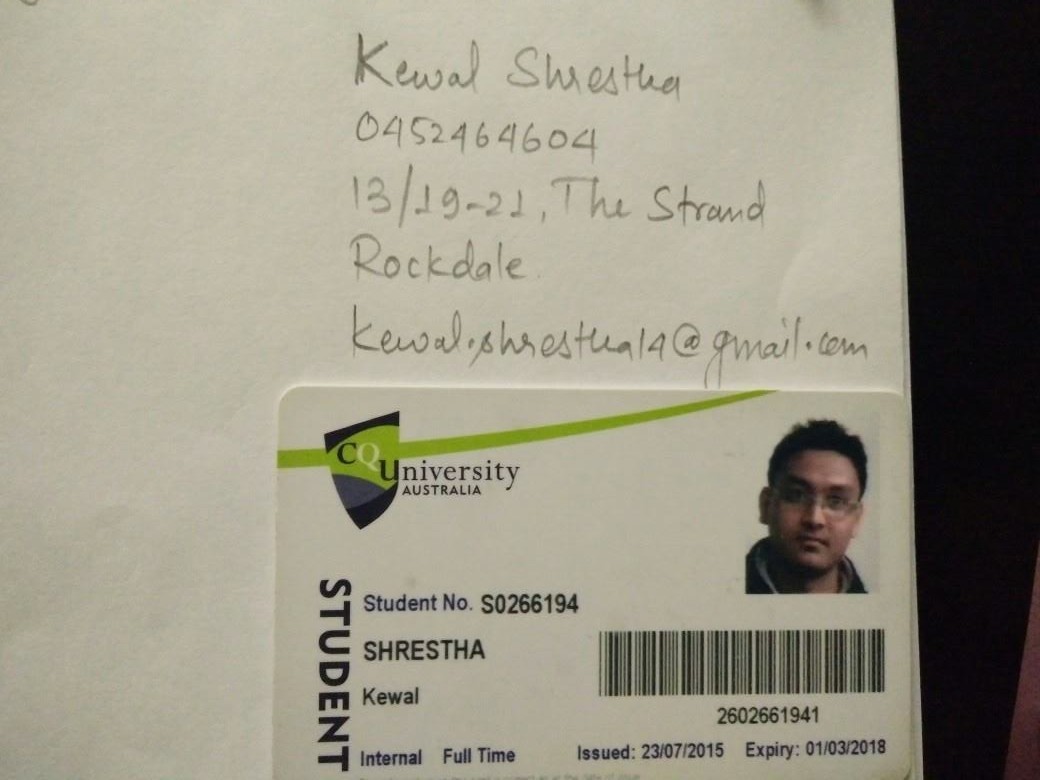 Kewal Shrestha
0452464604
13/19-21, The Strand
Rockdale.
kewal.shrestha14@gmail.com
CQUniversity
AUSTRALIA
STUDENT
Student No. S0266194
SHRESTHA
Kewal
2602661941
Internal Full Time Issued: 23/07/2015 Expiry: 01/03/2018